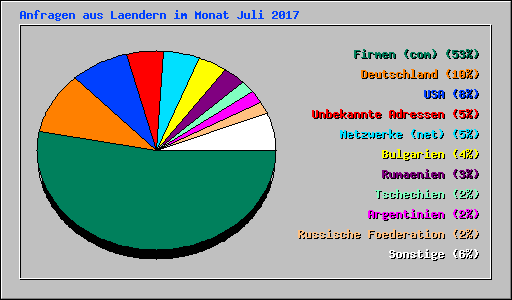 Anfragen aus Laendern im Monat Juli 2017
Firmen (com) (53%)
Deutschland (10%)
USA (8%)
Unbekannte Adressen (5%)
Netzwerke (net) (5%)
Bulgarien (4%)
Rumaenien (3%)
Tschechien (2%)
Argentinien (2%)
Russische Foederation (2%)
Sonstige (6%)